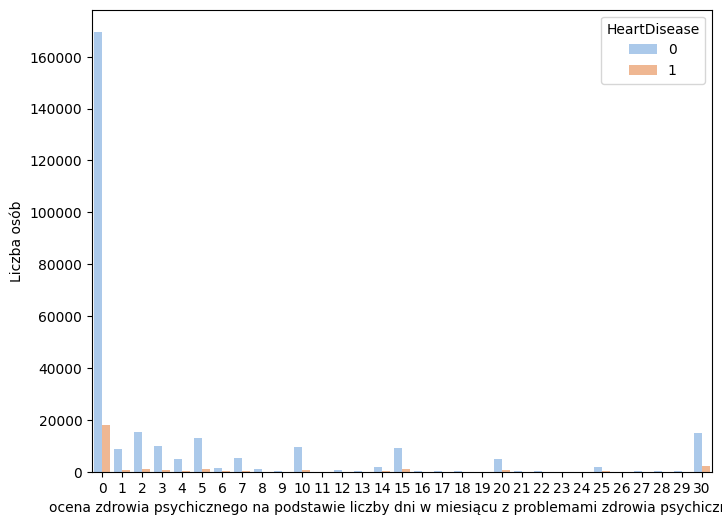 HeartDisease
0
1
160000
140000
120000
100000
80000
60000
40000
20000
0
Liczba osób
0 1 2 3 4 5 6 7 8 9 10 11 12 13 14 15 16 17 18 19 20 21 22 23 24 25 26 27 28 29 30
ocena zdrowia psychicznego na podstawie liczby dni w miesiącu z problemami zdrowia